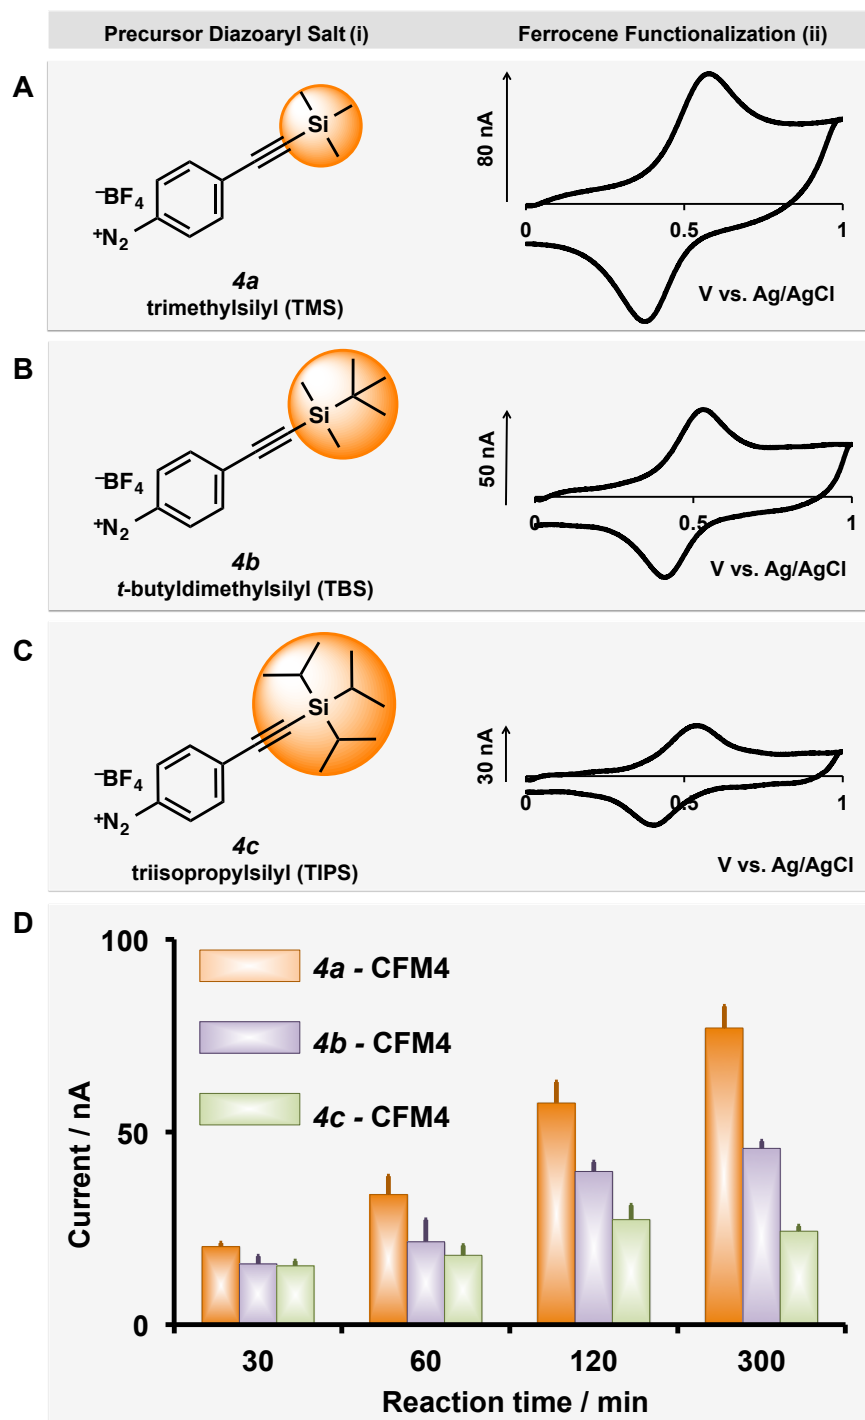 Precursor Diazoaryl Salt (i)
Ferrocene Functionalization (ii)
A
Si
⁻BF₄
⁺N₂
4a
trimethylsilyl (TMS)
80 nA
0
0.5
1
V vs. Ag/AgCl
B
Si
⁻BF₄
⁺N₂
4b
t-butyldimethylsilyl (TBS)
50 nA
0
0.5
1
V vs. Ag/AgCl
C
Si
⁻BF₄
⁺N₂
4c
triisopropylsilyl (TIPS)
30 nA
0
0.5
1
V vs. Ag/AgCl
D
100
50
0
Current / nA
4a - CFM4
4b - CFM4
4c - CFM4
30
60
120
300
Reaction time / min